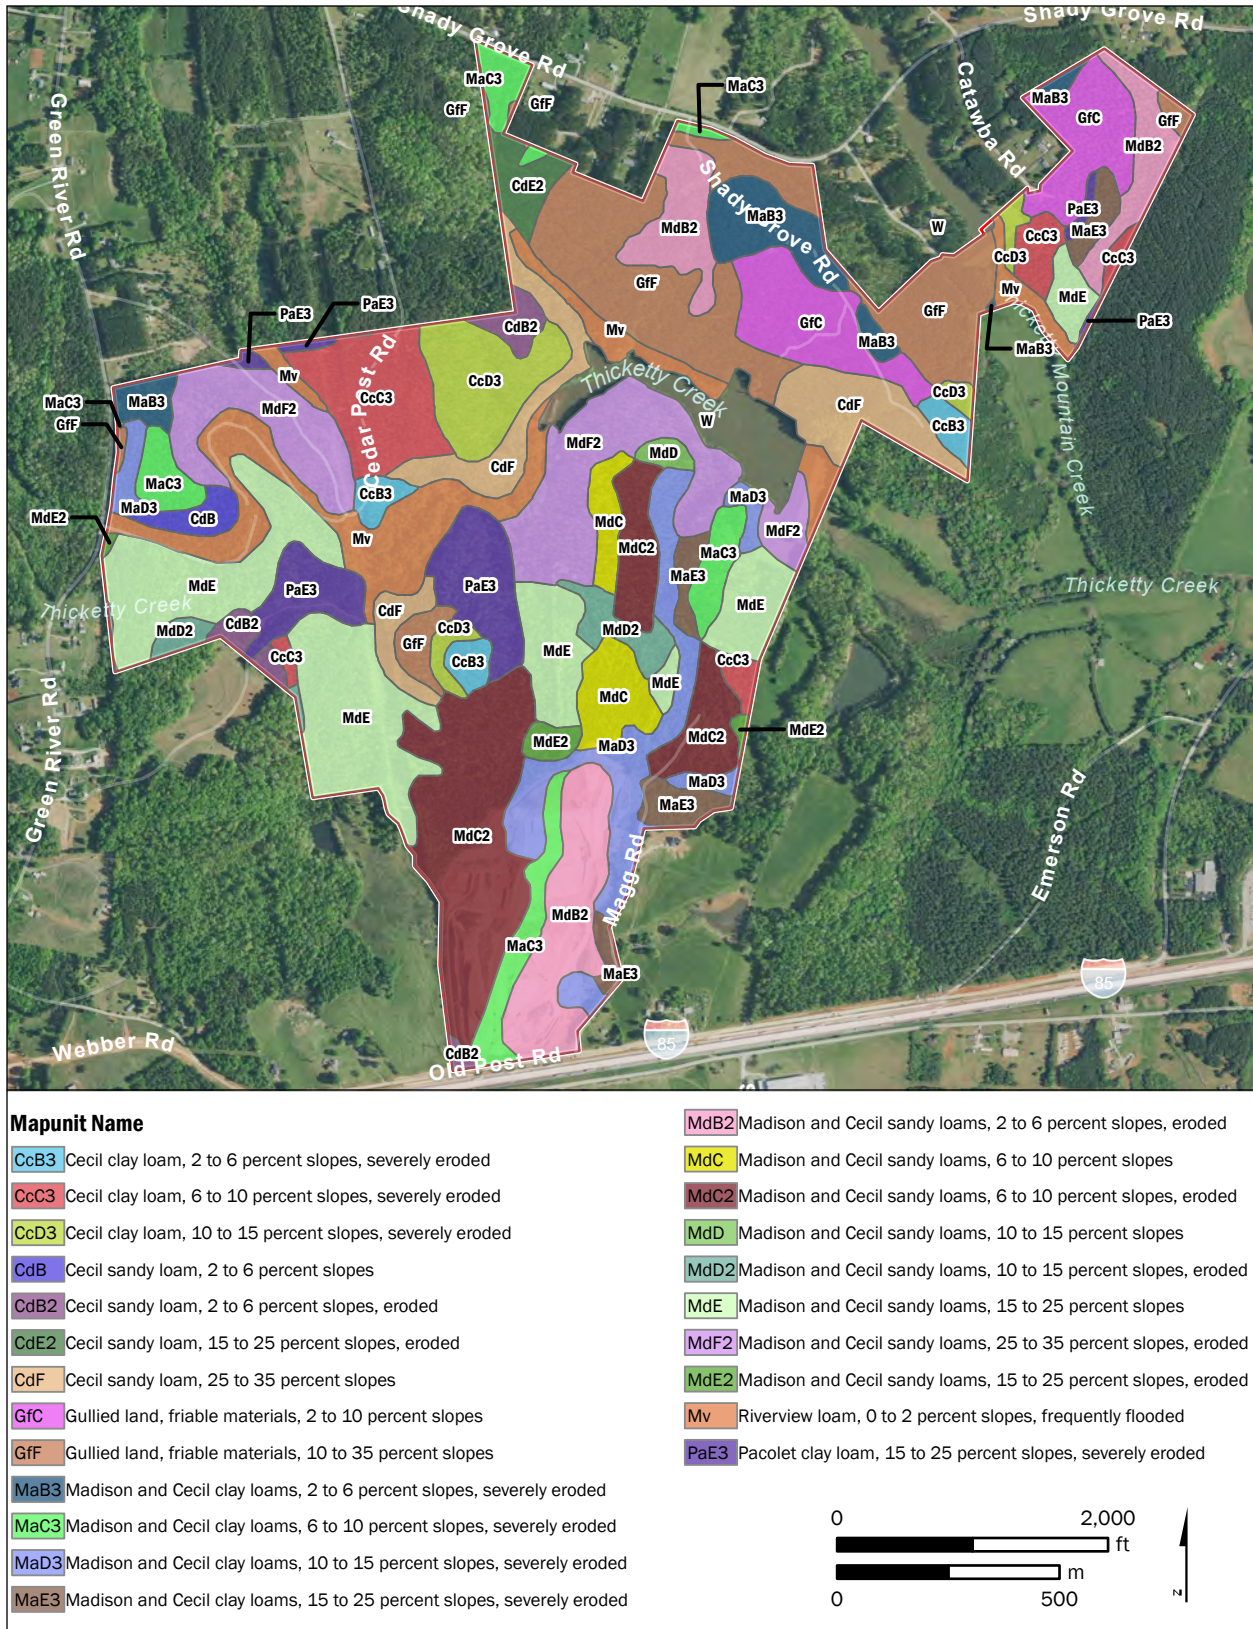 Shady Grove Rd
Shady Grove Rd
MaC3
GfF
GfF
MaC3
Catawba Rd
MaB3
GfC
GfF
MdB2
Green River Rd
CdE2
Shady Grove Rd
MaB3
MdB2
W
PaE3
MaE3
CcC3
CcD3
CcC3
GfF
Mv
MdE
GfF
PaE3
PaE3
PaE3
CdB2
Mv
GfC
MaB3
MaB3
Thicketty Mountain Creek
Cedar Post Rd
Mv
CcC3
CcD3
Thicketty Creek
MaC3
MaB3
MdF2
GfF
CdF
CcD3
CcB3
W
MdF2
MdD
CdF
MaC3
CcB3
MaD3
MaD3
MdE2
CdB
MdC
MdF2
Mv
MdC2
MaC3
MaE3
MdE
PaE3
PaE3
MdE
Thicketty Creek
Thicketty Creek
CdF
MdD2
CdB2
CcD3
MdD2
GfF
CcC3
CcB3
MdE
CcC3
MdE
MdC
Green River Rd
MdE
MdE2
MdE2
MaD3
MdC2
MaD3
MaE3
Emerson Rd
MdC2
Magg Rd
MdB2
MaC3
MaE3
85
85
Webber Rd
CdB2
Old Post Rd
Mapunit Name
CcB3 Cecil clay loam, 2 to 6 percent slopes, severely eroded
CcC3 Cecil clay loam, 6 to 10 percent slopes, severely eroded
CcD3 Cecil clay loam, 10 to 15 percent slopes, severely eroded
CdB Cecil sandy loam, 2 to 6 percent slopes
CdB2 Cecil sandy loam, 2 to 6 percent slopes, eroded
CdE2 Cecil sandy loam, 15 to 25 percent slopes, eroded
CdF Cecil sandy loam, 25 to 35 percent slopes
GfC Gullied land, friable materials, 2 to 10 percent slopes
GfF Gullied land, friable materials, 10 to 35 percent slopes
MaB3 Madison and Cecil clay loams, 2 to 6 percent slopes, severely eroded
MaC3 Madison and Cecil clay loams, 6 to 10 percent slopes, severely eroded
MaD3 Madison and Cecil clay loams, 10 to 15 percent slopes, severely eroded
MaE3 Madison and Cecil clay loams, 15 to 25 percent slopes, severely eroded
MdB2 Madison and Cecil sandy loams, 2 to 6 percent slopes, eroded
MdC Madison and Cecil sandy loams, 6 to 10 percent slopes
MdC2 Madison and Cecil sandy loams, 6 to 10 percent slopes, eroded
MdD Madison and Cecil sandy loams, 10 to 15 percent slopes
MdD2 Madison and Cecil sandy loams, 10 to 15 percent slopes, eroded
MdE Madison and Cecil sandy loams, 15 to 25 percent slopes
MdF2 Madison and Cecil sandy loams, 25 to 35 percent slopes, eroded
MdE2 Madison and Cecil sandy loams, 15 to 25 percent slopes, eroded
Mv Riverview loam, 0 to 2 percent slopes, frequently flooded
PaE3 Pacolet clay loam, 15 to 25 percent slopes, severely eroded
0 2,000
ft
m
0 500
N